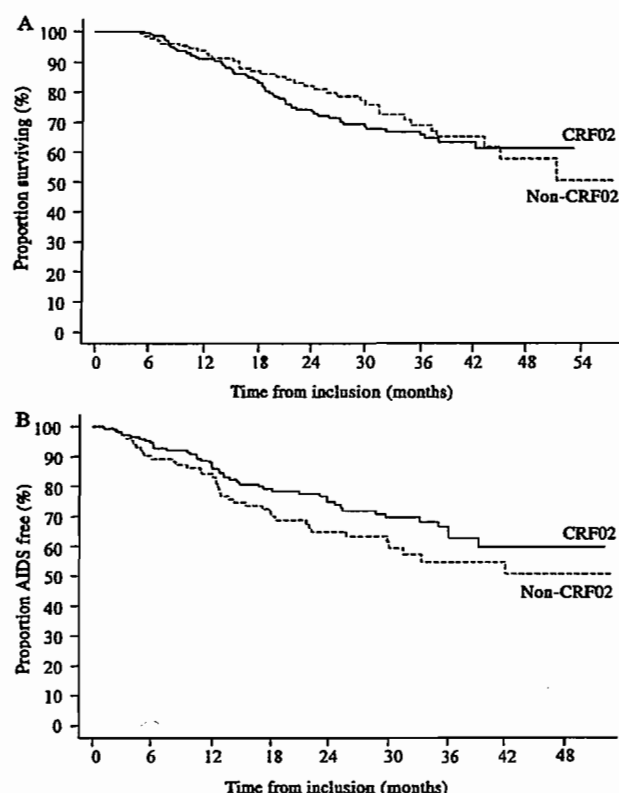 A
Proportion surviving (%)
100
90
80
70
60
50
40
30
20
10
0
CRF02
Non-CRF02
0 6 12 18 24 30 36 42 48 54
Time from inclusion (months)
B
Proportion AIDS free (%)
100
90
80
70
60
50
40
30
20
10
0
CRF02
Non-CRF02
0 6 12 18 24 30 36 42 48
Time from inclusion (months)